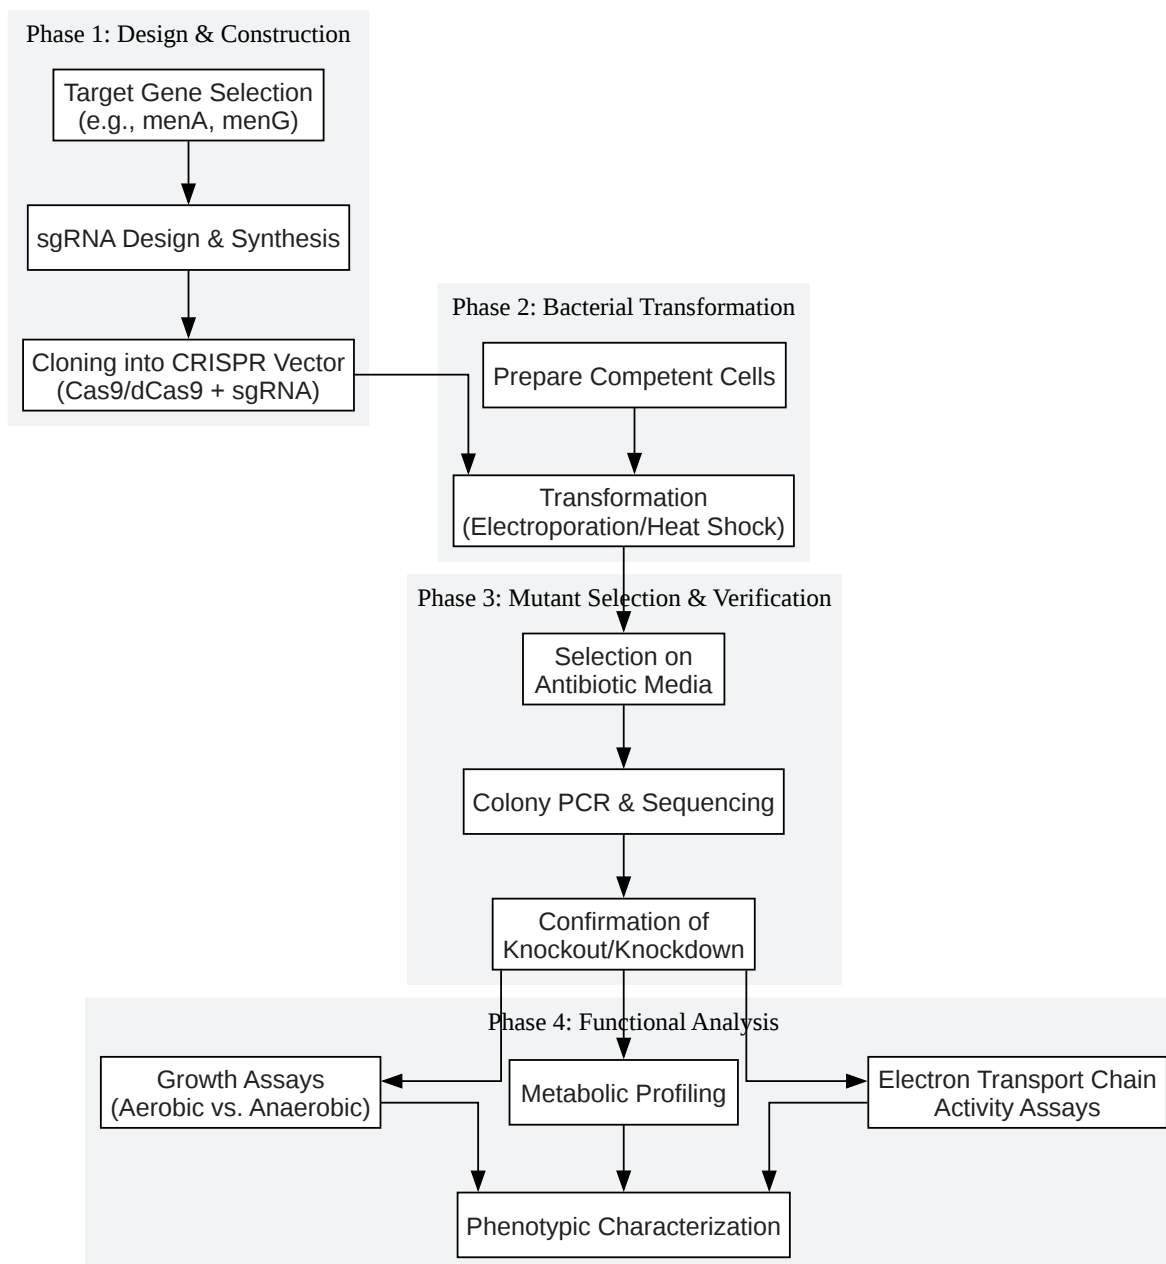 Phase 1: Design & Construction
Target Gene Selection
(e.g., menA, menG)
sgRNA Design & Synthesis
Cloning into CRISPR Vector
(Cas9/dCas9 + sgRNA)
Phase 2: Bacterial Transformation
Prepare Competent Cells
Transformation
(Electroporation/Heat Shock)
Phase 3: Mutant Selection & Verification
Selection on
Antibiotic Media
Colony PCR & Sequencing
Confirmation of
Knockout/Knockdown
Phase 4: Functional Analysis
Growth Assays
(Aerobic vs. Anaerobic)
Metabolic Profiling
Electron Transport Chain
Activity Assays
Phenotypic Characterization